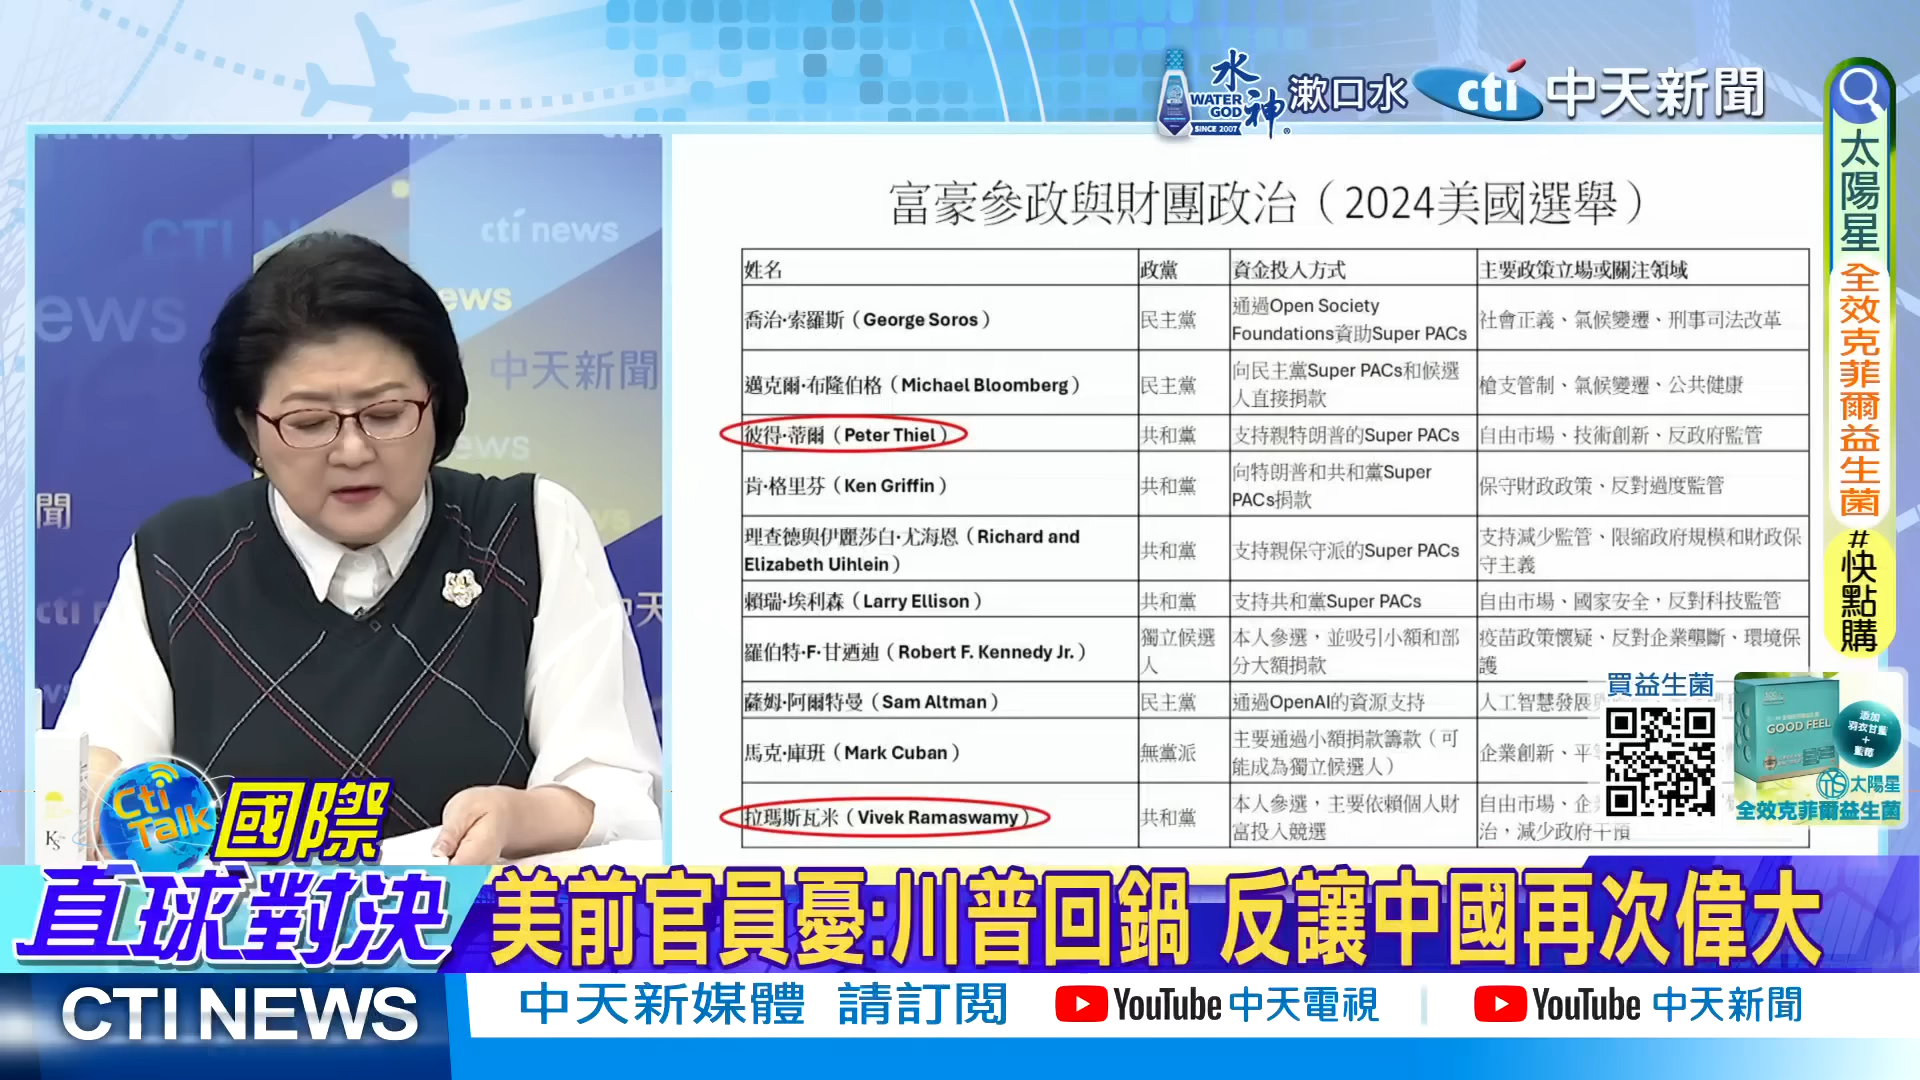 水神
WATER GOD
SINCE 2007
漱口水
cti 中天新聞
太陽星
全效克菲爾益生菌
#快點購
cti news
中天新聞
富豪參政與財團政治（2024美國選舉）
姓名 政黨 資金投入方式 主要政策立場或關注領域
喬治·索羅斯（George Soros） 民主黨 通過Open Society Foundations資助Super PACs 社會正義、氣候變遷、刑事司法改革
邁克爾·布隆伯格（Michael Bloomberg） 民主黨 向民主黨Super PACs和候選人直接捐款 槍支管制、氣候變遷、公共健康
彼得·蒂爾（Peter Thiel） 共和黨 支持親特朗普的Super PACs 自由市場、技術創新、反政府監管
肯·格里芬（Ken Griffin） 共和黨 向特朗普和共和黨Super PACs捐款 保守財政政策、反對過度監管
理查德與伊麗莎白·尤海恩（Richard and Elizabeth Uihlein） 共和黨 支持親保守派的Super PACs 支持減少監管、限縮政府規模和財政保守主義
賴瑞·埃利森（Larry Ellison） 共和黨 支持共和黨Super PACs 自由市場、國家安全，反對科技監管
羅伯特·F·甘迺迪（Robert F. Kennedy Jr.） 獨立候選人 本人參選，並吸引小額和部分大額捐款 疫苗政策懷疑、反對企業壟斷、環境保護
薩姆·阿爾特曼（Sam Altman） 民主黨 通過OpenAI的資源支持 人工智慧發展
馬克·庫班（Mark Cuban） 無黨派 主要通過小額捐款籌款（可能成為獨立候選人） 企業創新、平
拉瑪斯瓦米（Vivek Ramaswamy） 共和黨 本人參選，主要依賴個人財富投入競選 自由市場、企 治，減少政府干預
買益生菌
GOOD FEEL
添加
羽衣甘藍
+
藍莓
太陽星
全效克菲爾益生菌
Cti Talk
國際
直球對決
美前官員憂:川普回鍋 反讓中國再次偉大
CTI NEWS
中天新媒體 請訂閱 YouTube 中天電視 | YouTube 中天新聞